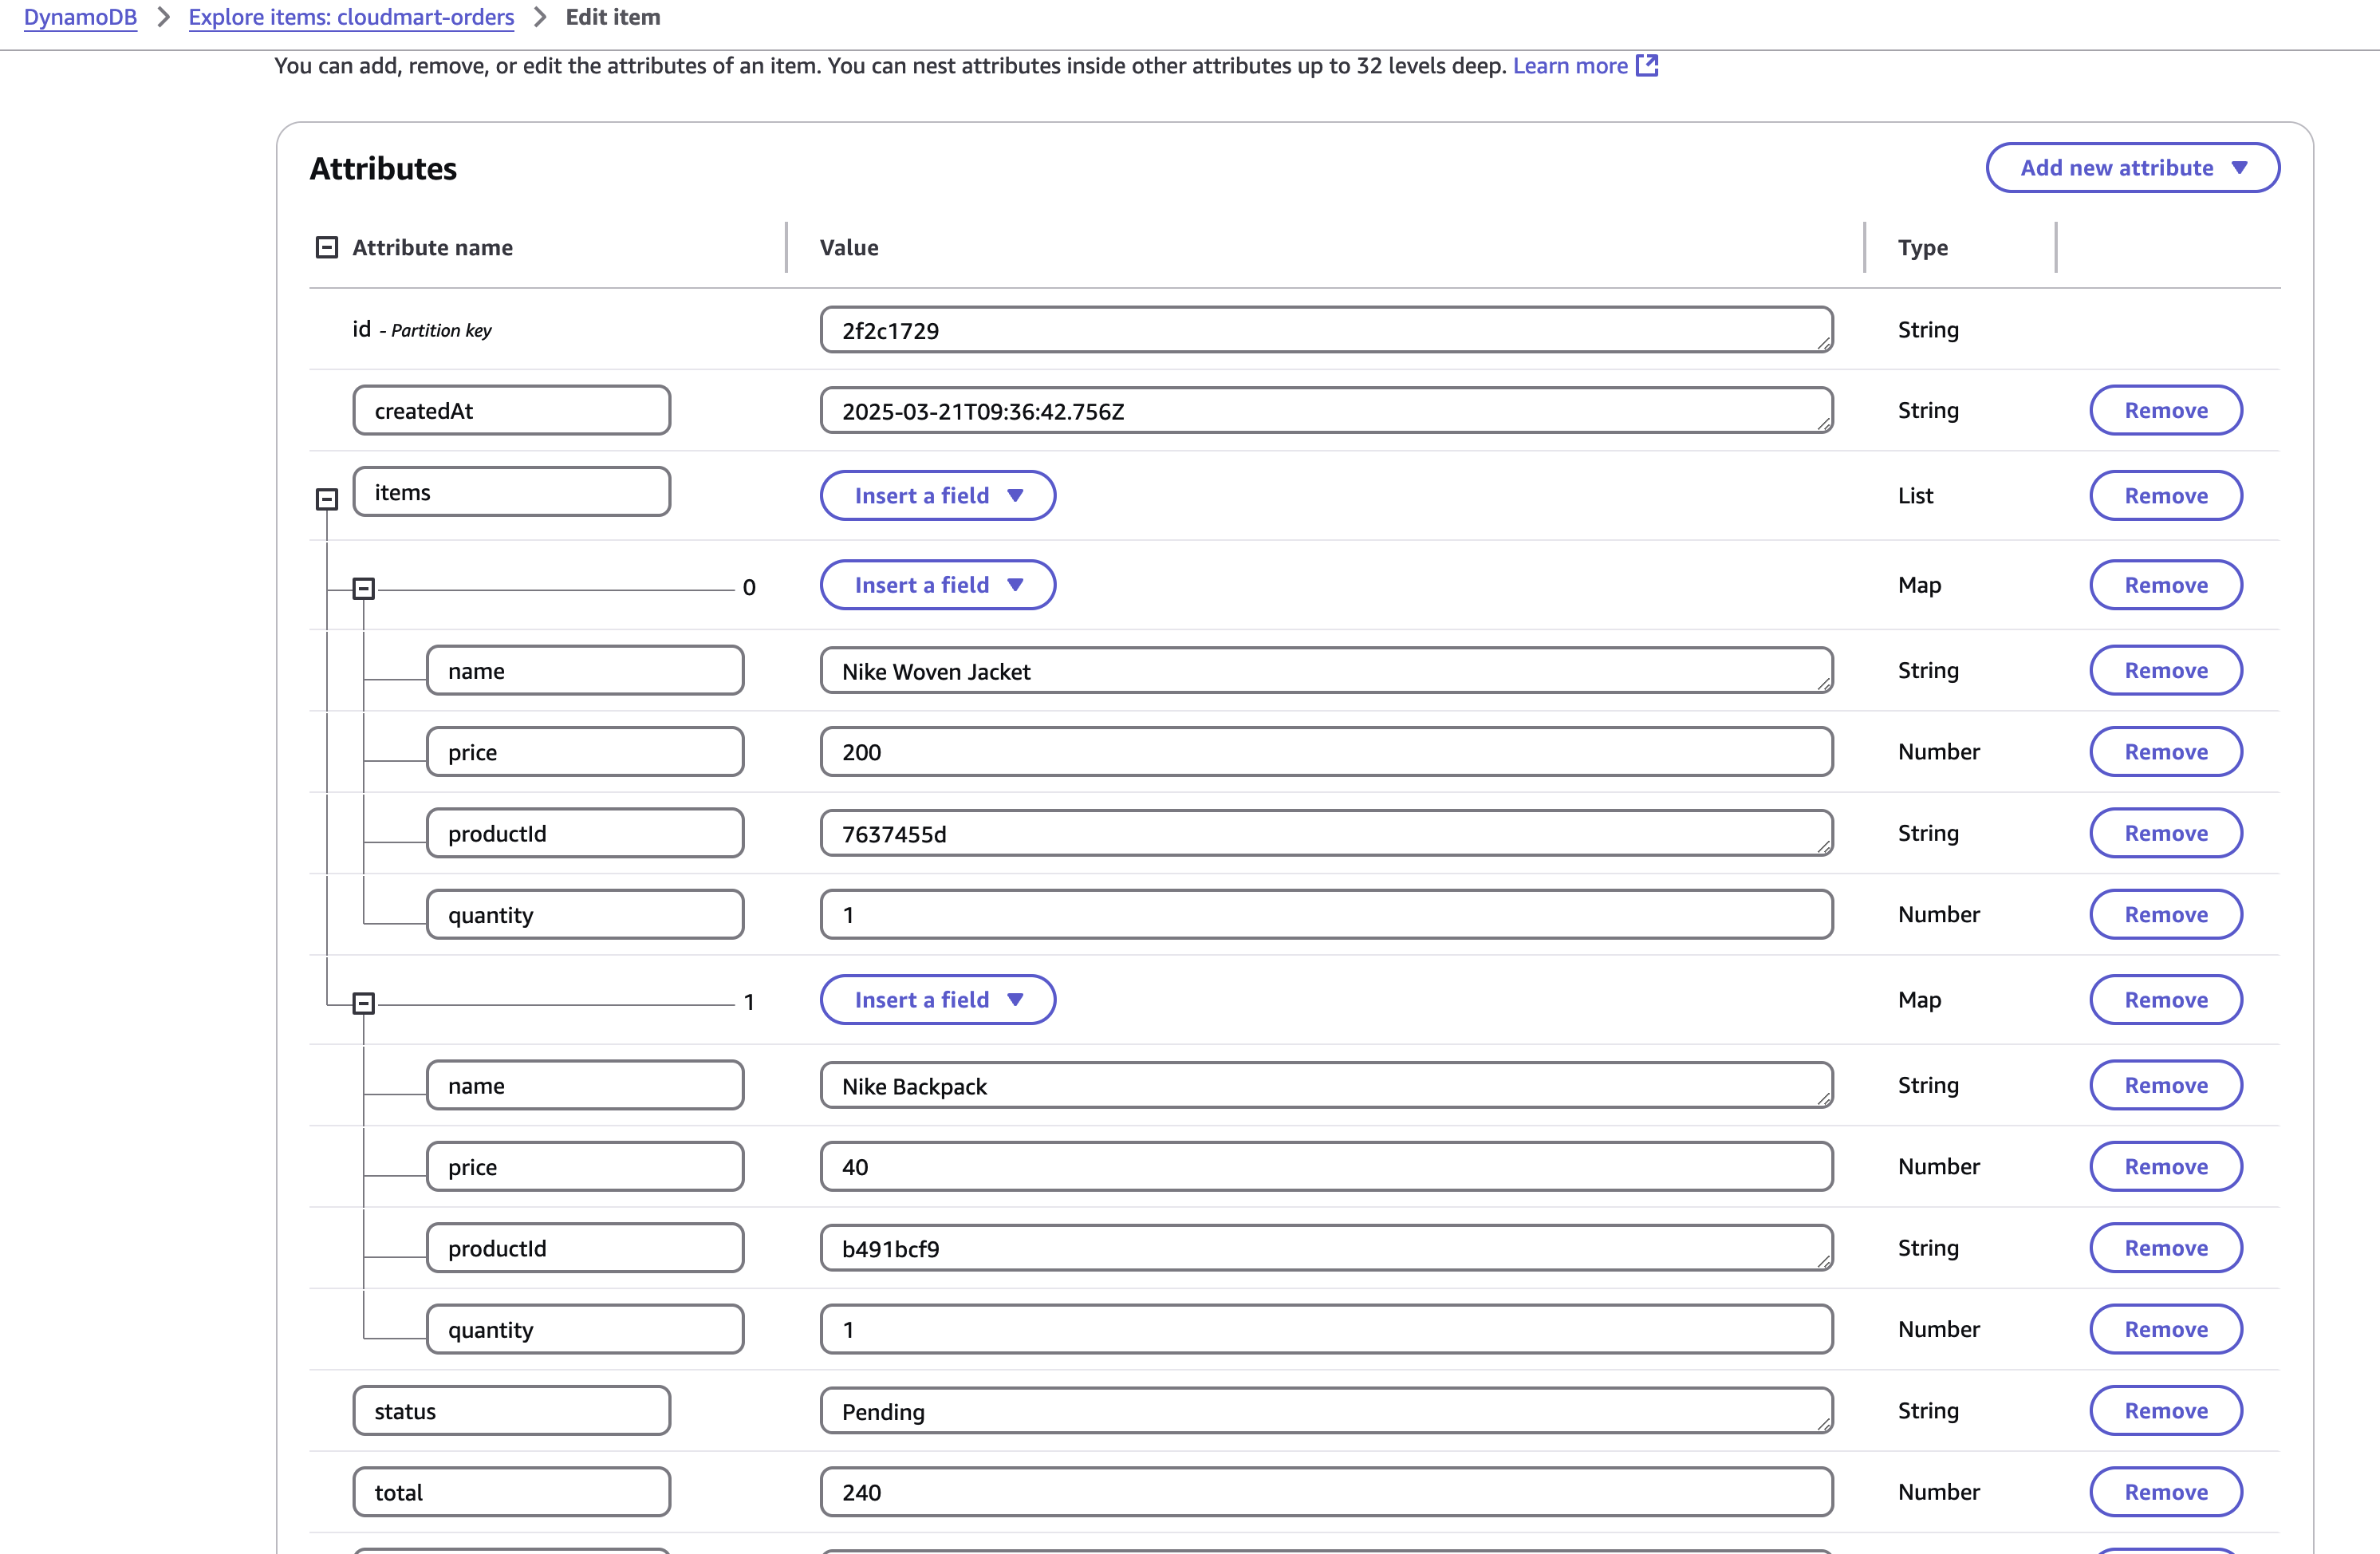 DynamoDB > Explore items: cloudmart-orders > Edit item
You can add, remove, or edit the attributes of an item. You can nest attributes inside other attributes up to 32 levels deep. Learn more
Attributes
Add new attribute
Attribute name Value Type
id - Partition key 2f2c1729 String
createdAt 2025-03-21T09:36:42.756Z String Remove
items Insert a field List Remove
0 Insert a field Map Remove
name Nike Woven Jacket String Remove
price 200 Number Remove
productId 7637455d String Remove
quantity 1 Number Remove
1 Insert a field Map Remove
name Nike Backpack String Remove
price 40 Number Remove
productId b491bcf9 String Remove
quantity 1 Number Remove
status Pending String Remove
total 240 Number Remove